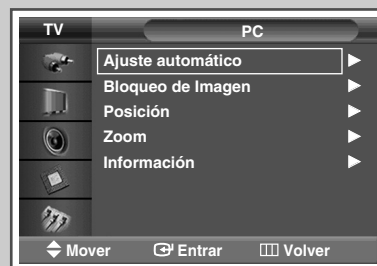 TV PC
Ajuste automático
Bloqueo de Imagen
Posición
Zoom
Información
Mover Entrar Volver